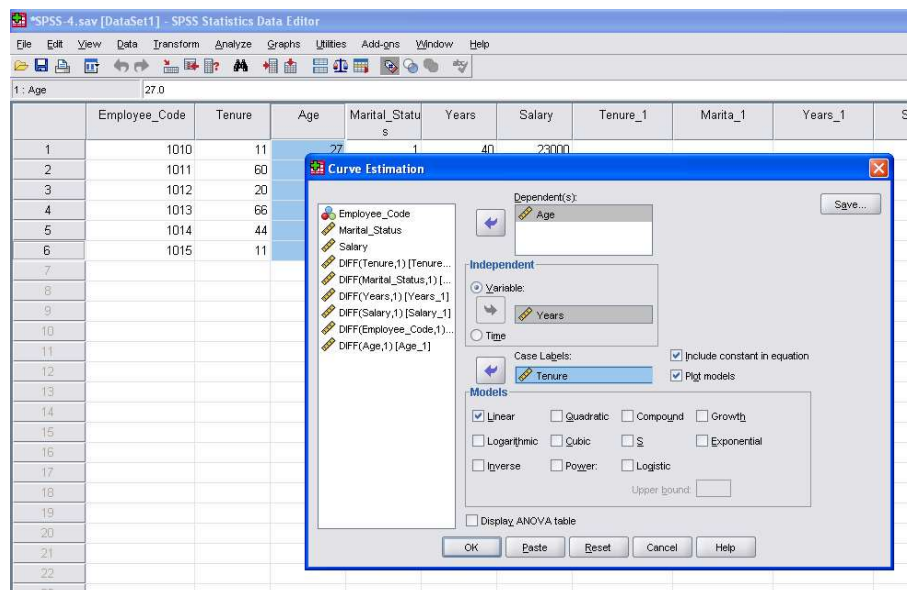 *SPSS-4.sav [DataSet1] - SPSS Statistics Data Editor
File Edit View Data Transform Analyze Graphs Utilities Add-ons Window Help
1 : Age 27.0
Employee_Code Tenure Age Marital_Statu
s Years Salary Tenure_1 Marita_1 Years_1 S
1 1010 11 27 1 40 23000
2 1011 60
3 1012 20
4 1013 66
5 1014 44
6 1015 11
7
8
9
10
11
12
13
14
15
16
17
18
19
20
21
22
Curve Estimation
Employee_Code
Marital_Status
Salary
DIFF(Tenure,1) [Tenure...
DIFF(Marital_Status,1) [...
DIFF(Years,1) [Years_1]
DIFF(Salary,1) [Salary_1]
DIFF(Employee_Code,1)...
DIFF(Age,1) [Age_1]
Dependent(s):
Age
Save...
Independent
Variable:
Years
Time
Case Labels:
Tenure
Include constant in equation
Plot models
Models
Linear Quadratic Compound Growth
Logarithmic Cubic S Exponential
Inverse Power: Logistic
Upper bound:
Display ANOVA table
OK Paste Reset Cancel Help